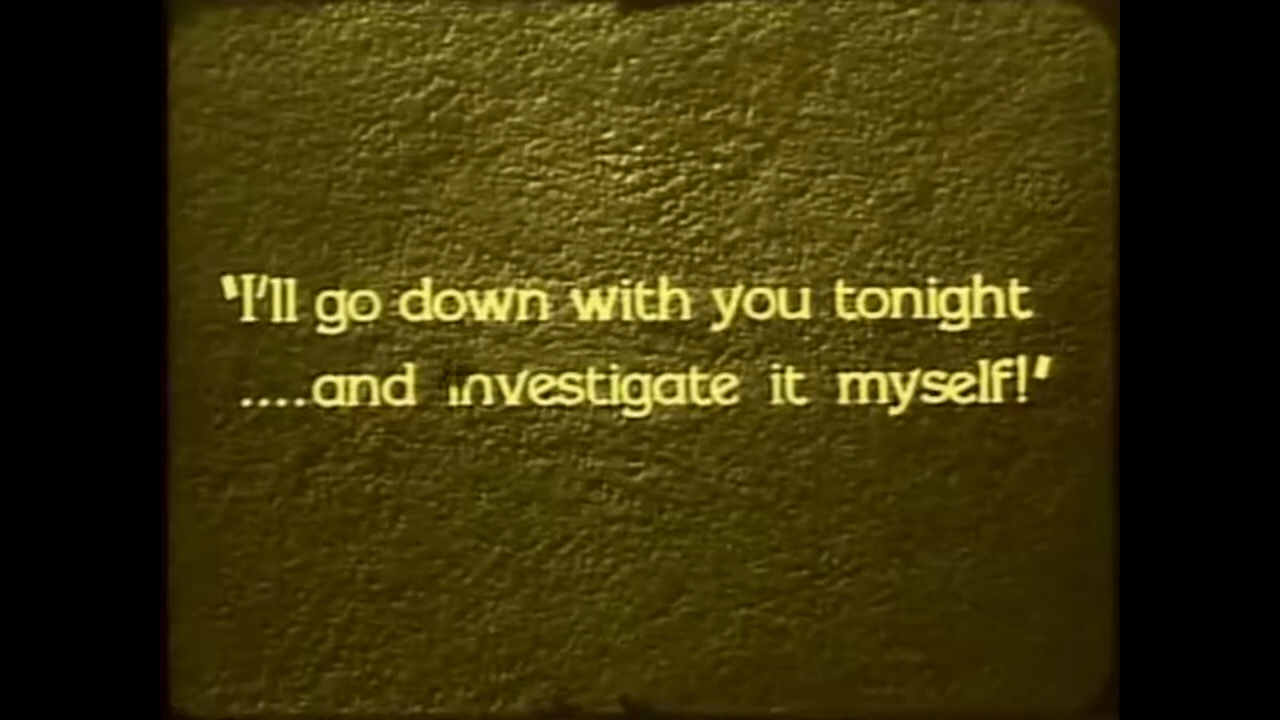 "I'll go down with you tonight
....and investigate it myself!"